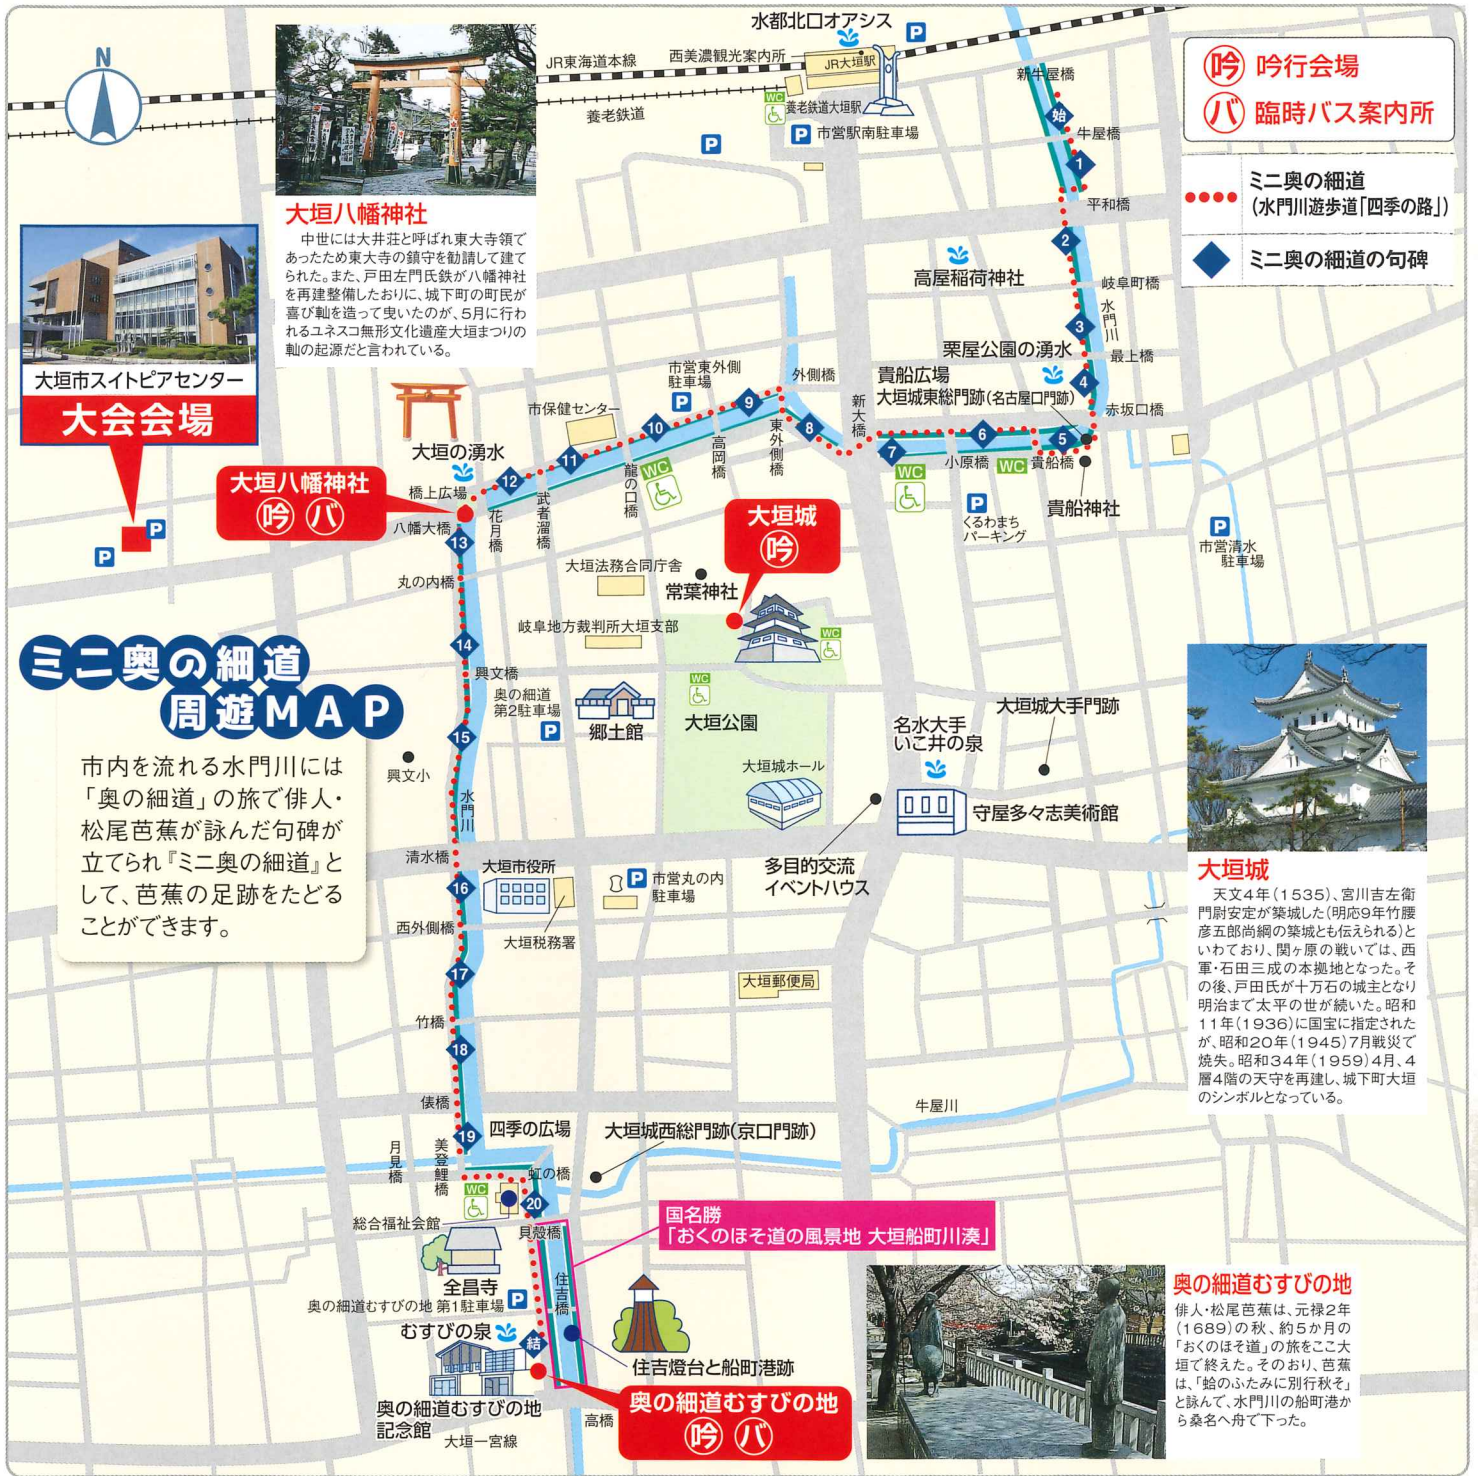 N
水都北口オアシス
P
JR東海道本線
西美濃観光案内所
JR大垣駅
養老鉄道
WC
養老鉄道大垣駅
P 市営駅南駐車場
P
新牛屋橋
始
牛屋橋
1
平和橋
2
高屋稲荷神社
岐阜町橋
水門川
3
栗屋公園の湧水
最上橋
4
貴船広場
大垣城東総門跡(名古屋口門跡)
赤坂口橋
吟 吟行会場
バ 臨時バス案内所
ミニ奥の細道
(水門川遊歩道「四季の路」)
ミニ奥の細道の句碑
大垣八幡神社
中世には大井荘と呼ばれ東大寺領で
あったため東大寺の鎮守を勧請して建て
られた。また、戸田左門氏鉄が八幡神社
を再建整備したおりに、城下町の町民が
喜び軕を造って曳いたのが、5月に行わ
れるユネスコ無形文化遺産大垣まつりの
軕の起源だと言われている。
大垣市スイトピアセンター
大会会場
P
P
外側橋
新大橋
市営東外側
駐車場
P
市保健センター
9
8
10
11
12
7
6
5
高岡橋
東外側橋
龍の口橋
武者溜橋
花月橋
小原橋
貴船橋
WC
WC
WC
貴船神社
P
くるわまち
パーキング
P
市営清水
駐車場
大垣の湧水
橋上広場
大垣八幡神社
吟 バ
八幡大橋
13
丸の内橋
大垣城
吟
大垣法務合同庁舎
常葉神社
岐阜地方裁判所大垣支部
WC
WC
14
興文橋
奥の細道
第2駐車場
P
郷土館
大垣公園
15
興文小
水門川
大垣城ホール
名水大手
いこ井の泉
大垣城大手門跡
守屋多々志美術館
多目的交流
イベントハウス
ミニ奥の細道
周遊MAP
市内を流れる水門川には
「奥の細道」の旅で俳人・
松尾芭蕉が詠んだ句碑が
立てられ『ミニ奥の細道』と
して、芭蕉の足跡をたどる
ことができます。
清水橋
大垣市役所
16
P 市営丸の内
駐車場
西外側橋
大垣税務署
17
大垣郵便局
竹橋
18
俵橋
19
四季の広場
大垣城西総門跡(京口門跡)
牛屋川
月見橋
美登鯉橋
虹の橋
WC
20
総合福祉会館
貝殻橋
国名勝
「おくのほそ道の風景地 大垣船町川湊」
全昌寺
住吉橋
奥の細道むすびの地 第1駐車場 P
むすびの泉
結
住吉燈台と船町港跡
奥の細道むすびの地
記念館
奥の細道むすびの地
吟 バ
高橋
大垣一宮線
大垣城
天文4年(1535)、宮川吉左衛
門尉安定が築城した(明応9年竹腰
彦五郎尚綱の築城とも伝えられる)と
いわており、関ヶ原の戦いでは、西
軍・石田三成の本拠地となった。そ
の後、戸田氏が十万石の城主となり
明治まで太平の世が続いた。昭和
11年(1936)に国宝に指定された
が、昭和20年(1945)7月戦災で
焼失。昭和34年(1959)4月、4
層4階の天守を再建し、城下町大垣
のシンボルとなっている。
奥の細道むすびの地
俳人・松尾芭蕉は、元禄2年
(1689)の秋、約5か月の
「おくのほそ道」の旅をここ大
垣で終えた。そのおり、芭蕉
は、「蛤のふたみに別行秋そ」
と詠んで、水門川の船町港か
ら桑名へ舟で下った。